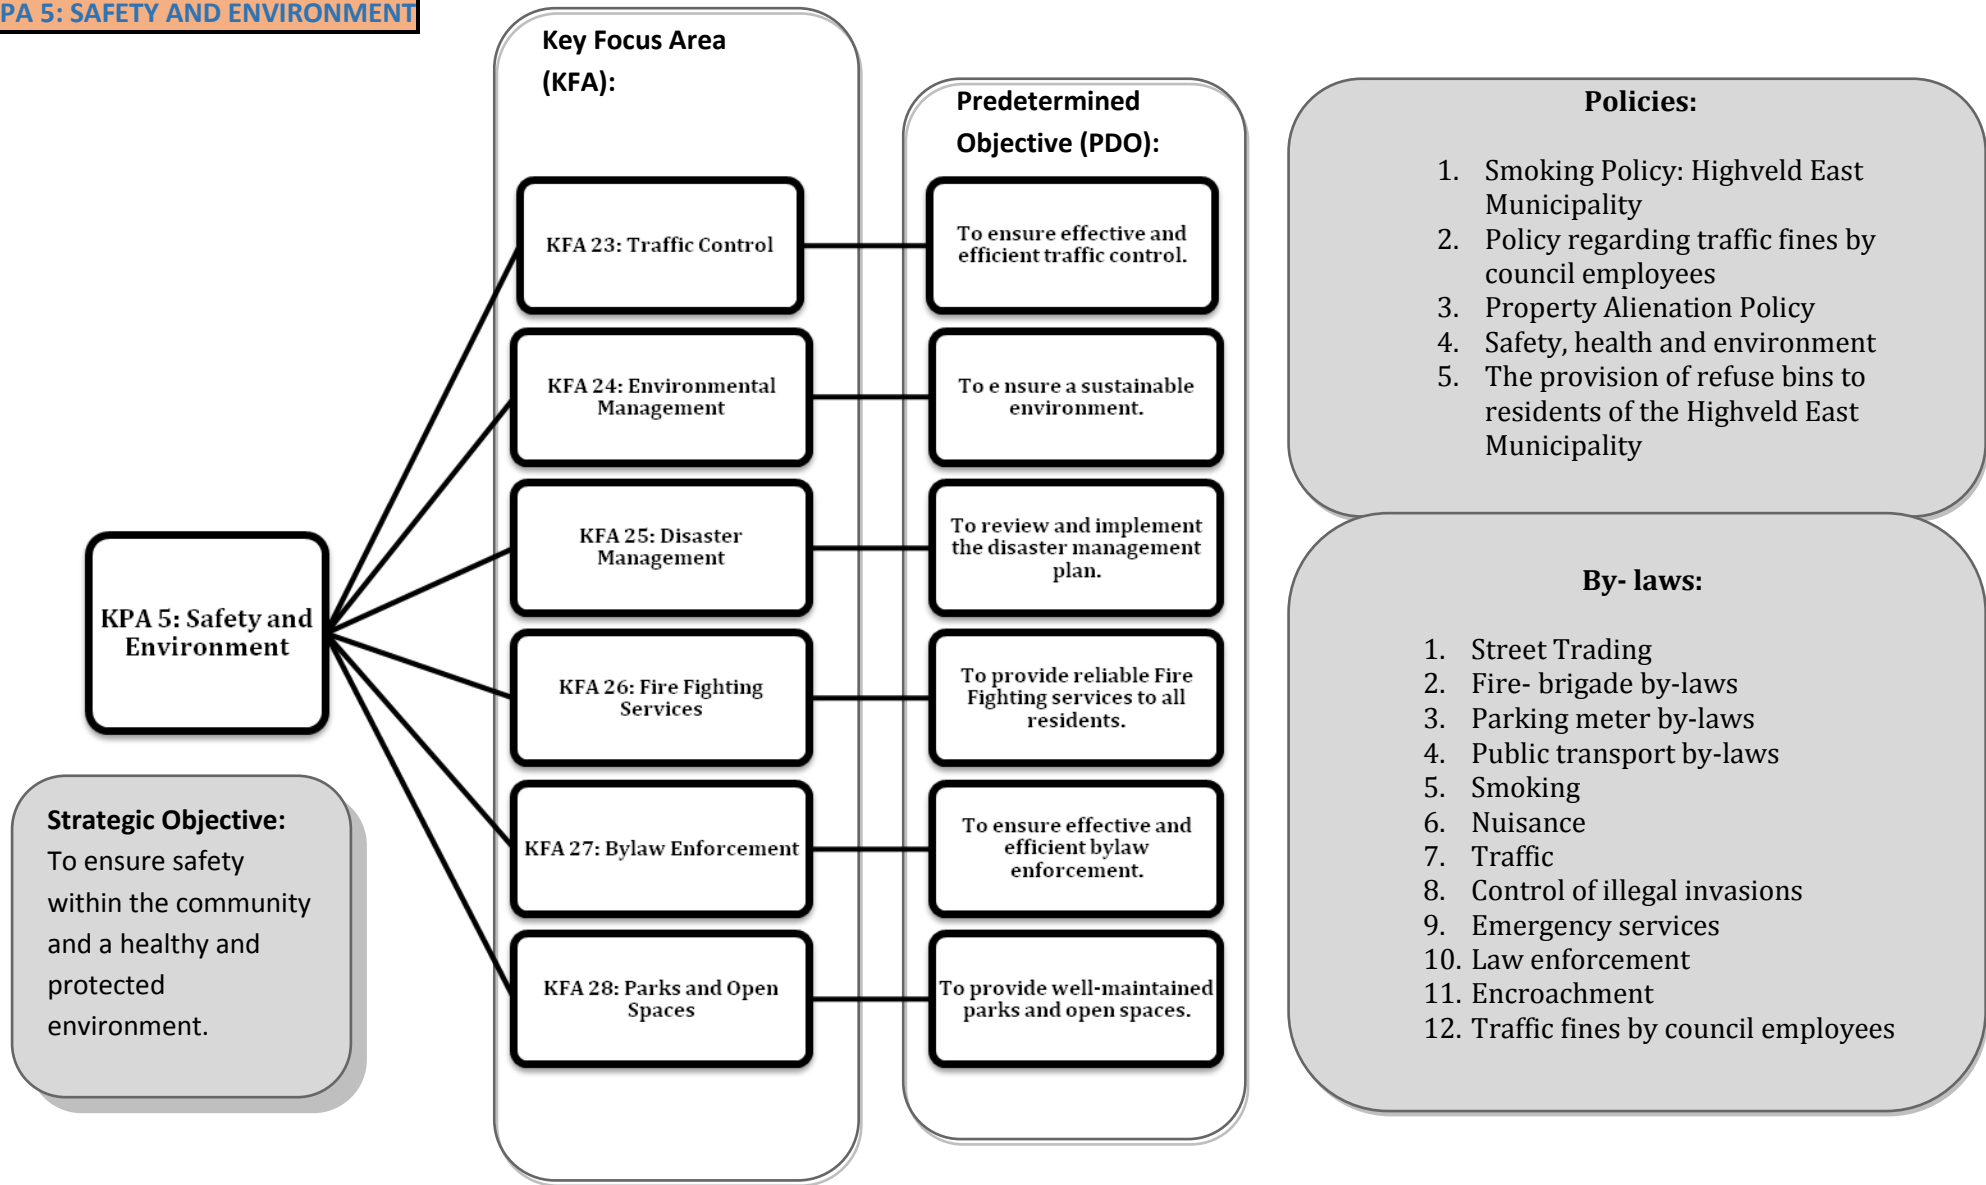 PA 5: SAFETY AND ENVIRONMENT
Key Focus Area
(KFA):
Predetermined
Objective (PDO):
KPA 5: Safety and
Environment
Strategic Objective:
To ensure safety
within the community
and a healthy and
protected
environment.
KFA 23: Traffic Control
To ensure effective and
efficient traffic control.
KFA 24: Environmental
Management
To e nsure a sustainable
environment.
KFA 25: Disaster
Management
To review and implement
the disaster management
plan.
KFA 26: Fire Fighting
Services
To provide reliable Fire
Fighting services to all
residents.
KFA 27: Bylaw Enforcement
To ensure effective and
efficient bylaw
enforcement.
KFA 28: Parks and Open
Spaces
To provide well-maintained
parks and open spaces.
Policies:
1. Smoking Policy: Highveld East
Municipality
2. Policy regarding traffic fines by
council employees
3. Property Alienation Policy
4. Safety, health and environment
5. The provision of refuse bins to
residents of the Highveld East
Municipality
By- laws:
1. Street Trading
2. Fire- brigade by-laws
3. Parking meter by-laws
4. Public transport by-laws
5. Smoking
6. Nuisance
7. Traffic
8. Control of illegal invasions
9. Emergency services
10. Law enforcement
11. Encroachment
12. Traffic fines by council employees